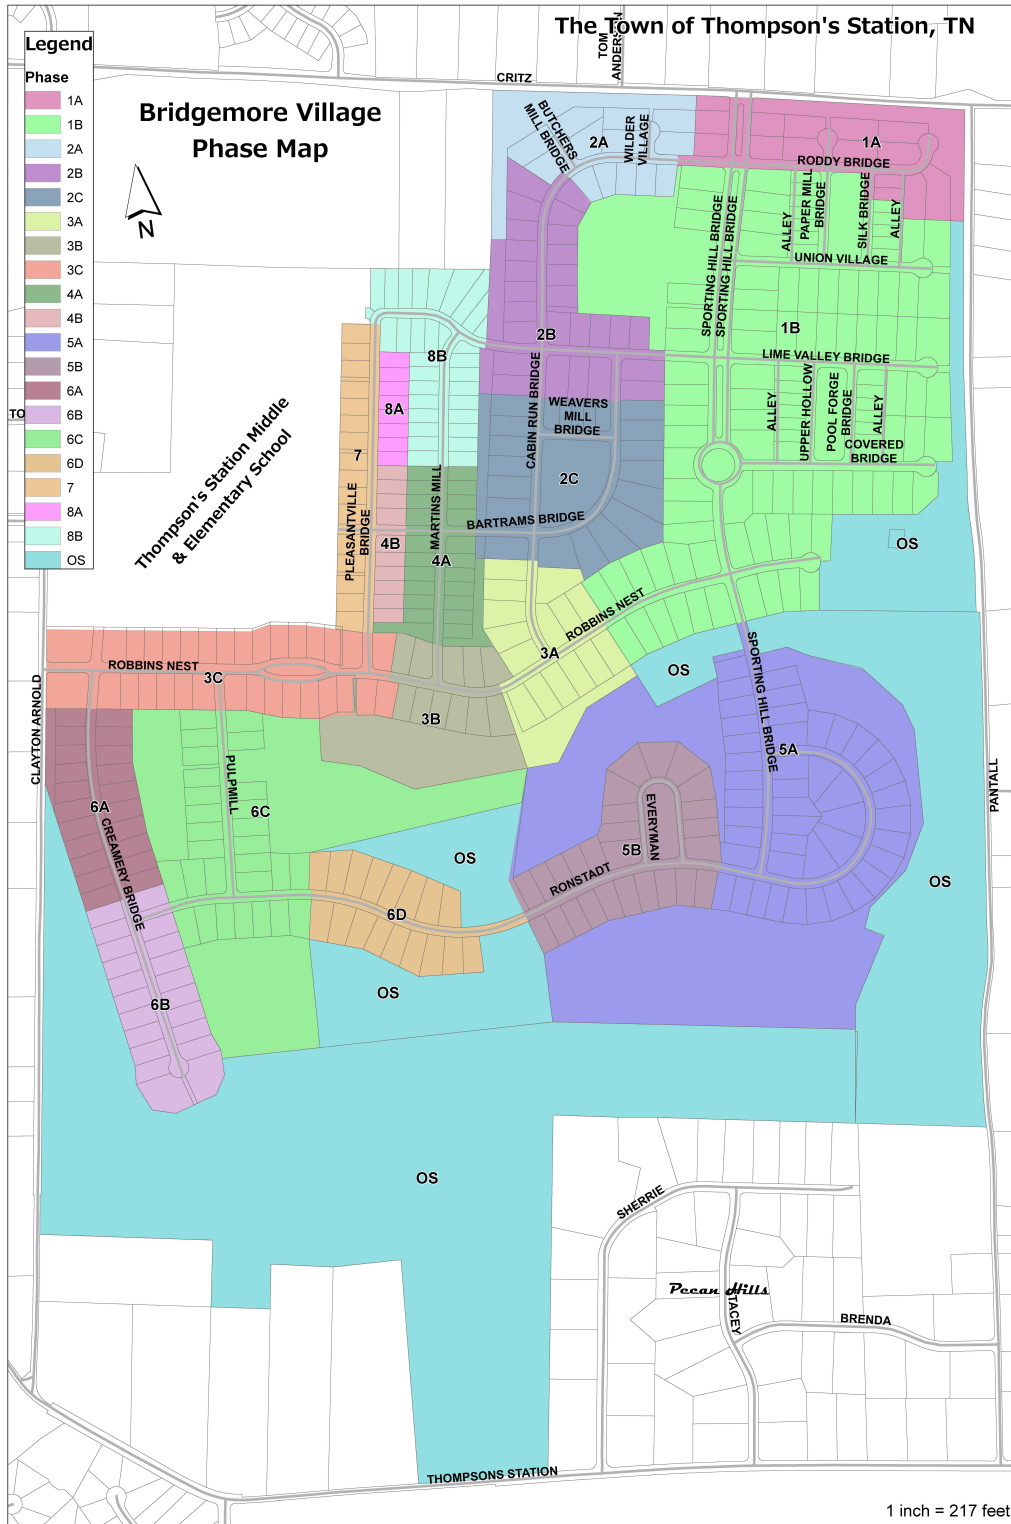 The Town of Thompson's Station, TN
Legend
Phase
1A
1B
2A
2B
2C
3A
3B
3C
4A
4B
5A
5B
6A
6B
6C
6D
7
8A
8B
OS
Bridgemore Village
Phase Map
N
CRITZ
TOM
ANDERSON
BUTCHERS
MILL BRIDGE
2A
WILDER
VILLAGE
1A
RODDY BRIDGE
PAPER MILL
BRIDGE
SILK BRIDGE
ALLEY
ALLEY
SPORTING HILL BRIDGE
SPORTING HILL BRIDGE
UNION VILLAGE
1B
2B
8B
LIME VALLEY BRIDGE
CABIN RUN BRIDGE
WEAVERS
MILL
BRIDGE
ALLEY
UPPER HOLLOW
POOL FORGE
BRIDGE
ALLEY
COVERED
BRIDGE
8A
TO
Thompson's Station Middle
& Elementary School
7
2C
MARTINS MILL
BARTRAMS BRIDGE
PLEASANTVILLE
BRIDGE
4B
4A
OS
ROBBINS NEST
3A
OS
SPORTING HILL BRIDGE
ROBBINS NEST
3C
3B
CLAYTON ARNOLD
5A
PANTALL
PULPMILL
6A
6C
CREAMERY BRIDGE
EVERYMAN
5B
OS
RONSTADT
OS
6D
OS
6B
OS
SHERRIE
Pecan Hills
STACEY
BRENDA
THOMPSONS STATION
1 inch = 217 feet